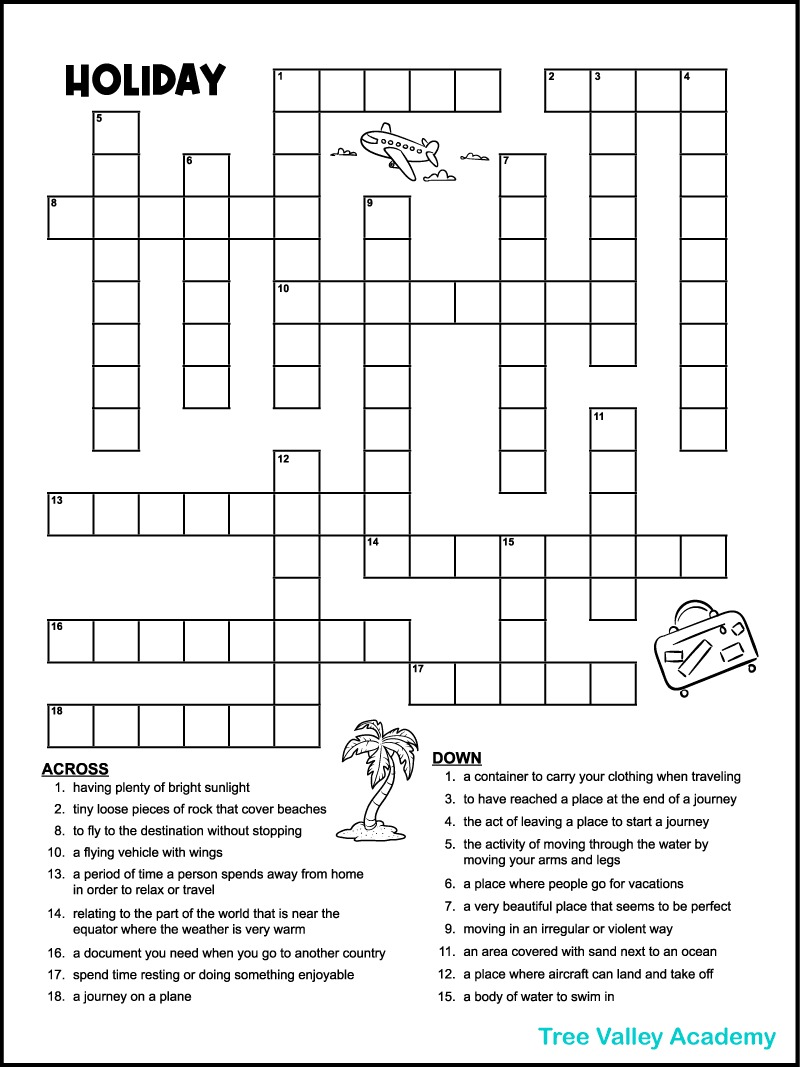 HOLIDAY
1
2
3
4
5
6
7
8
9
10
11
12
13
14
15
16
17
18
ACROSS
1. having plenty of bright sunlight
2. tiny loose pieces of rock that cover beaches
8. to fly to the destination without stopping
10. a flying vehicle with wings
13. a period of time a person spends away from home
in order to relax or travel
14. relating to the part of the world that is near the
equator where the weather is very warm
16. a document you need when you go to another country
17. spend time resting or doing something enjoyable
18. a journey on a plane
DOWN
1. a container to carry your clothing when traveling
3. to have reached a place at the end of a journey
4. the act of leaving a place to start a journey
5. the activity of moving through the water by
moving your arms and legs
6. a place where people go for vacations
7. a very beautiful place that seems to be perfect
9. moving in an irregular or violent way
11. an area covered with sand next to an ocean
12. a place where aircraft can land and take off
15. a body of water to swim in
Tree Valley Academy